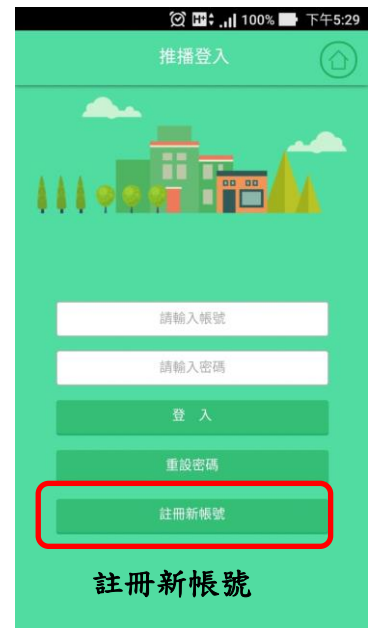 H+ 100% 下午5:29
推播登入
請輸入帳號
請輸入密碼
登 入
重設密碼
註冊新帳號
註冊新帳號